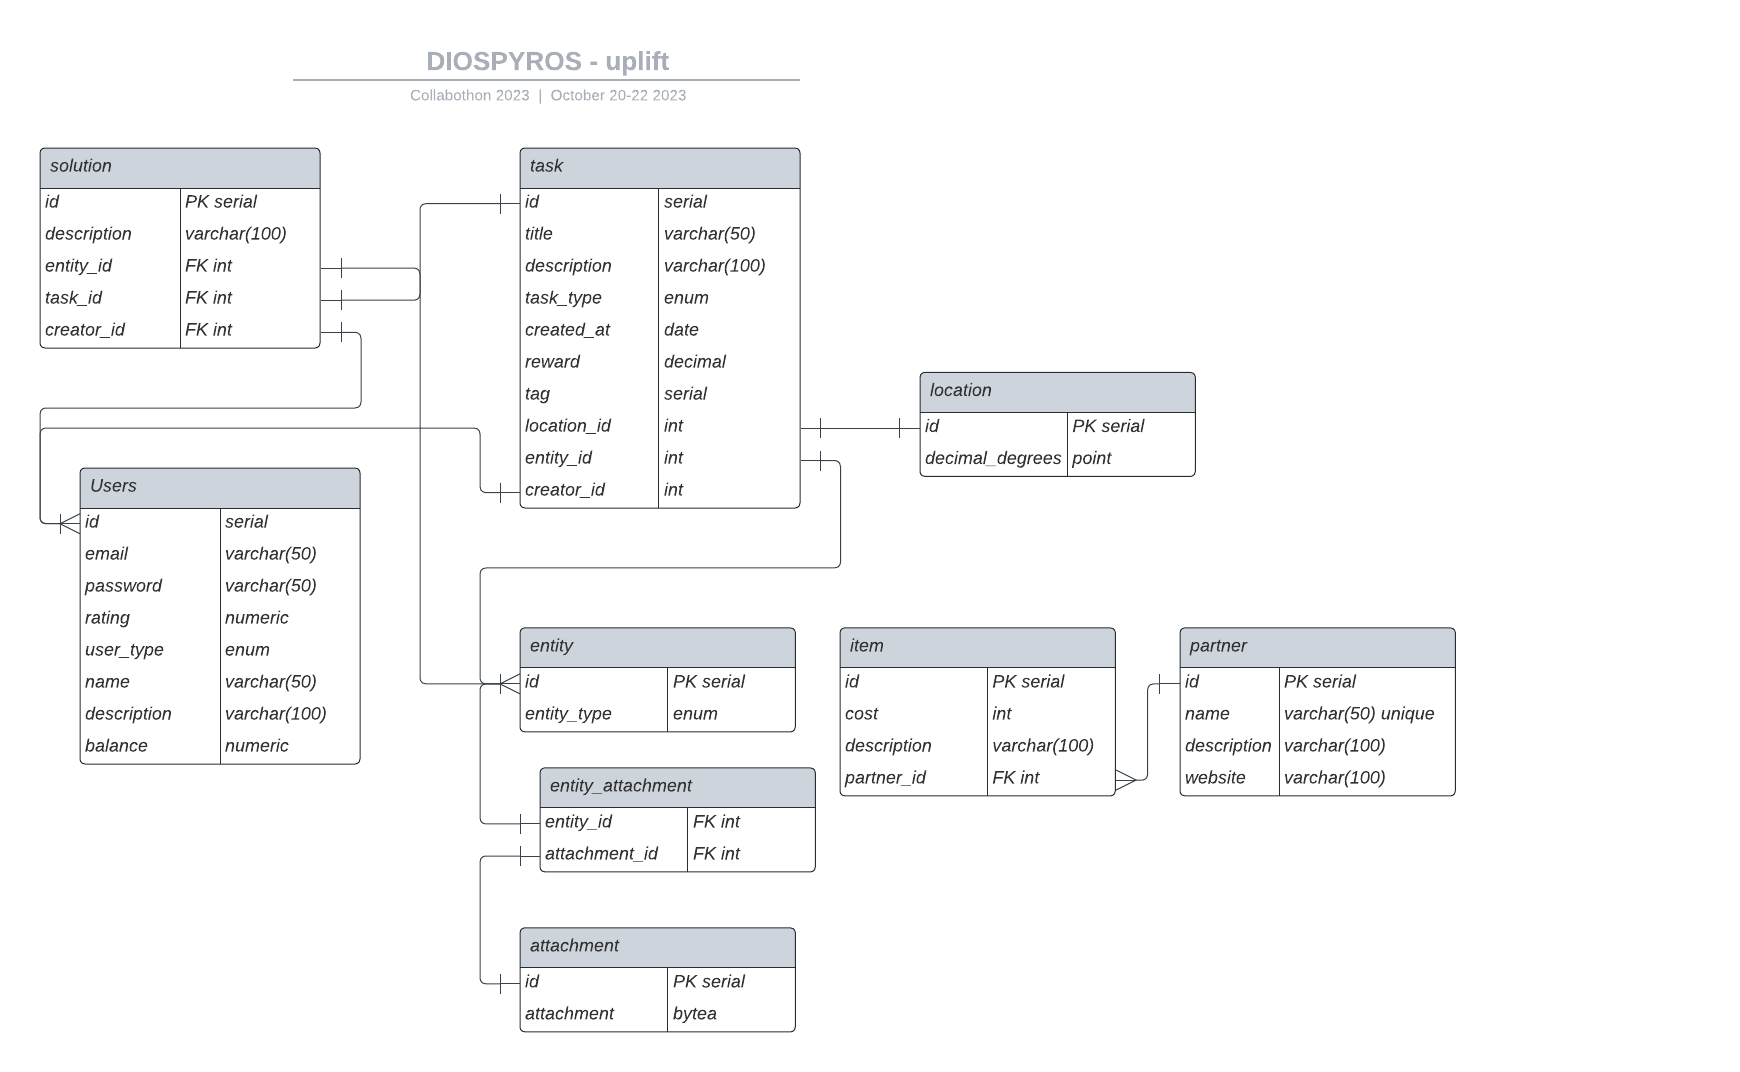 DIOSPYROS - uplift
Collabothon 2023 | October 20-22 2023
solution
id PK serial
description varchar(100)
entity_id FK int
task_id FK int
creator_id FK int
task
id serial
title varchar(50)
description varchar(100)
task_type enum
created_at date
reward decimal
tag serial
location_id int
entity_id int
creator_id int
location
id PK serial
decimal_degrees point
Users
id serial
email varchar(50)
password varchar(50)
rating numeric
user_type enum
name varchar(50)
description varchar(100)
balance numeric
entity
id PK serial
entity_type enum
item
id PK serial
cost int
description varchar(100)
partner_id FK int
partner
id PK serial
name varchar(50) unique
description varchar(100)
website varchar(100)
entity_attachment
entity_id FK int
attachment_id FK int
attachment
id PK serial
attachment bytea